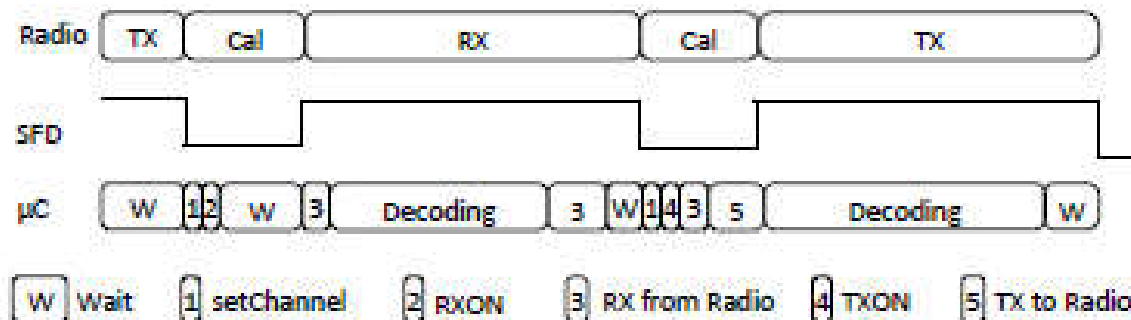 Radio TX Cal RX Cal TX
SFD
μC W 1 2 W 3 Decoding 3 W 1 4 3 5 Decoding W
W Wait 1 setChannel 2 RXON 3 RX from Radio 4 TXON 5 TX to Radio